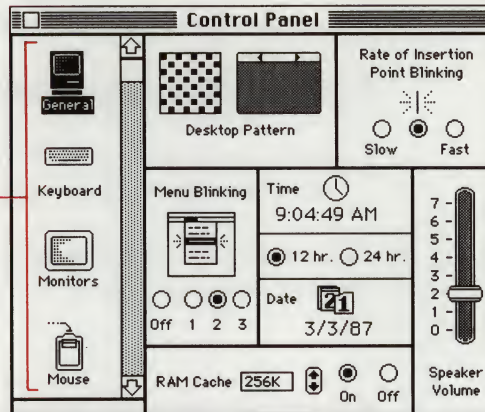 Control Panel
General
Keyboard
Monitors
Mouse
Desktop Pattern
Rate of Insertion
Point Blinking
Slow Fast
Menu Blinking
Off 1 2 3
Time
9:04:49 AM
12 hr. 24 hr.
Date
21
3/3/87
7
6
5
4
3
2
1
0
Speaker
Volume
RAM Cache 256K
On Off